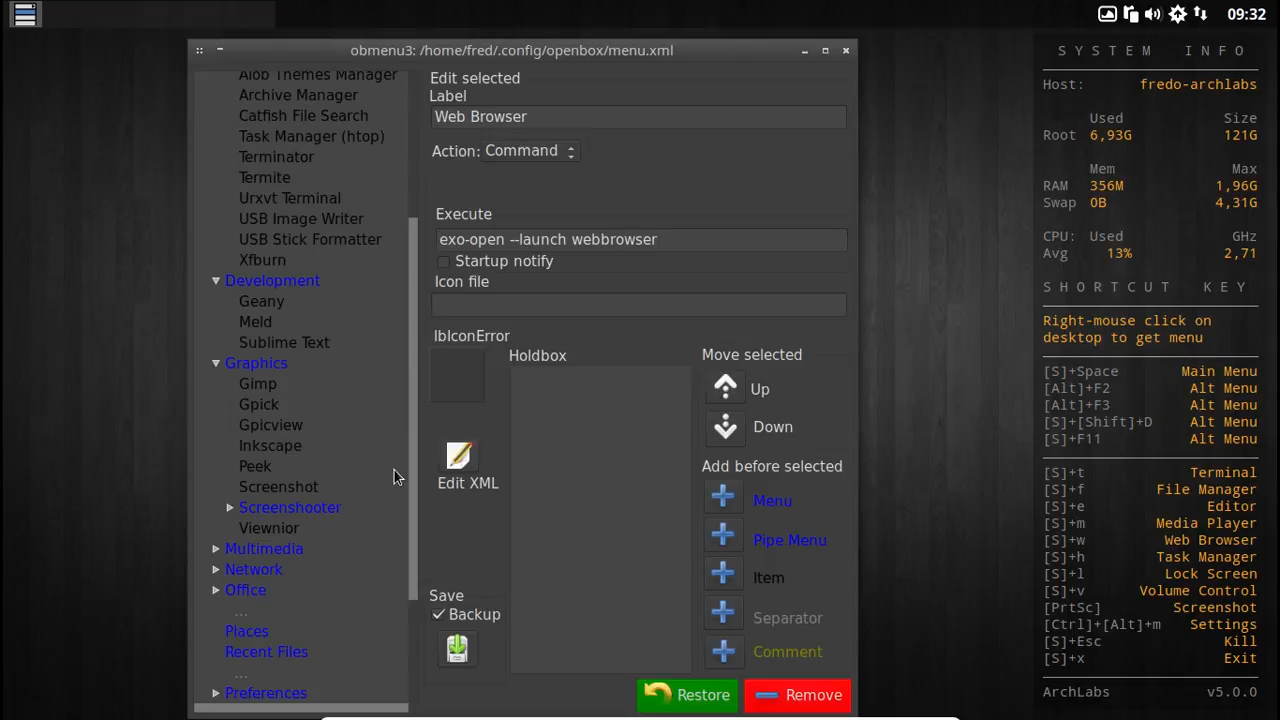 09:32
obmenu3: /home/fred/.config/openbox/menu.xml
Alob Themes Manager
Archive Manager
Catfish File Search
Task Manager (htop)
Terminator
Termite
Urxvt Terminal
USB Image Writer
USB Stick Formatter
Xfburn
Development
Geany
Meld
Sublime Text
Graphics
Gimp
Gpick
Gpicview
Inkscape
Peek
Screenshot
Screenshooter
Viewnior
Multimedia
Network
Office
...
Places
Recent Files
...
Preferences
Edit selected
Label
Web Browser
Action: Command
Execute
exo-open --launch webbrowser
Startup notify
Icon file
lbIconError
Holdbox
Edit XML
Save
Backup
Move selected
Up
Down
Add before selected
Menu
Pipe Menu
Item
Separator
Comment
Restore
Remove
SYSTEM INFO
Host: fredo-archlabs
Used Size
Root 6,93G 121G
Mem Max
RAM 356M 1,96G
Swap 0B 4,31G
CPU: Used GHz
Avg 13% 2,71
SHORTCUT KEY
Right-mouse click on
desktop to get menu
[S]+Space Main Menu
[Alt]+F2 Alt Menu
[Alt]+F3 Alt Menu
[S]+[Shift]+D Alt Menu
[S]+F11 Alt Menu
[S]+t Terminal
[S]+f File Manager
[S]+e Editor
[S]+m Media Player
[S]+w Web Browser
[S]+h Task Manager
[S]+l Lock Screen
[S]+v Volume Control
[PrtSc] Screenshot
[Ctrl]+[Alt]+m Settings
[S]+Esc Kill
[S]+x Exit
ArchLabs v5.0.0